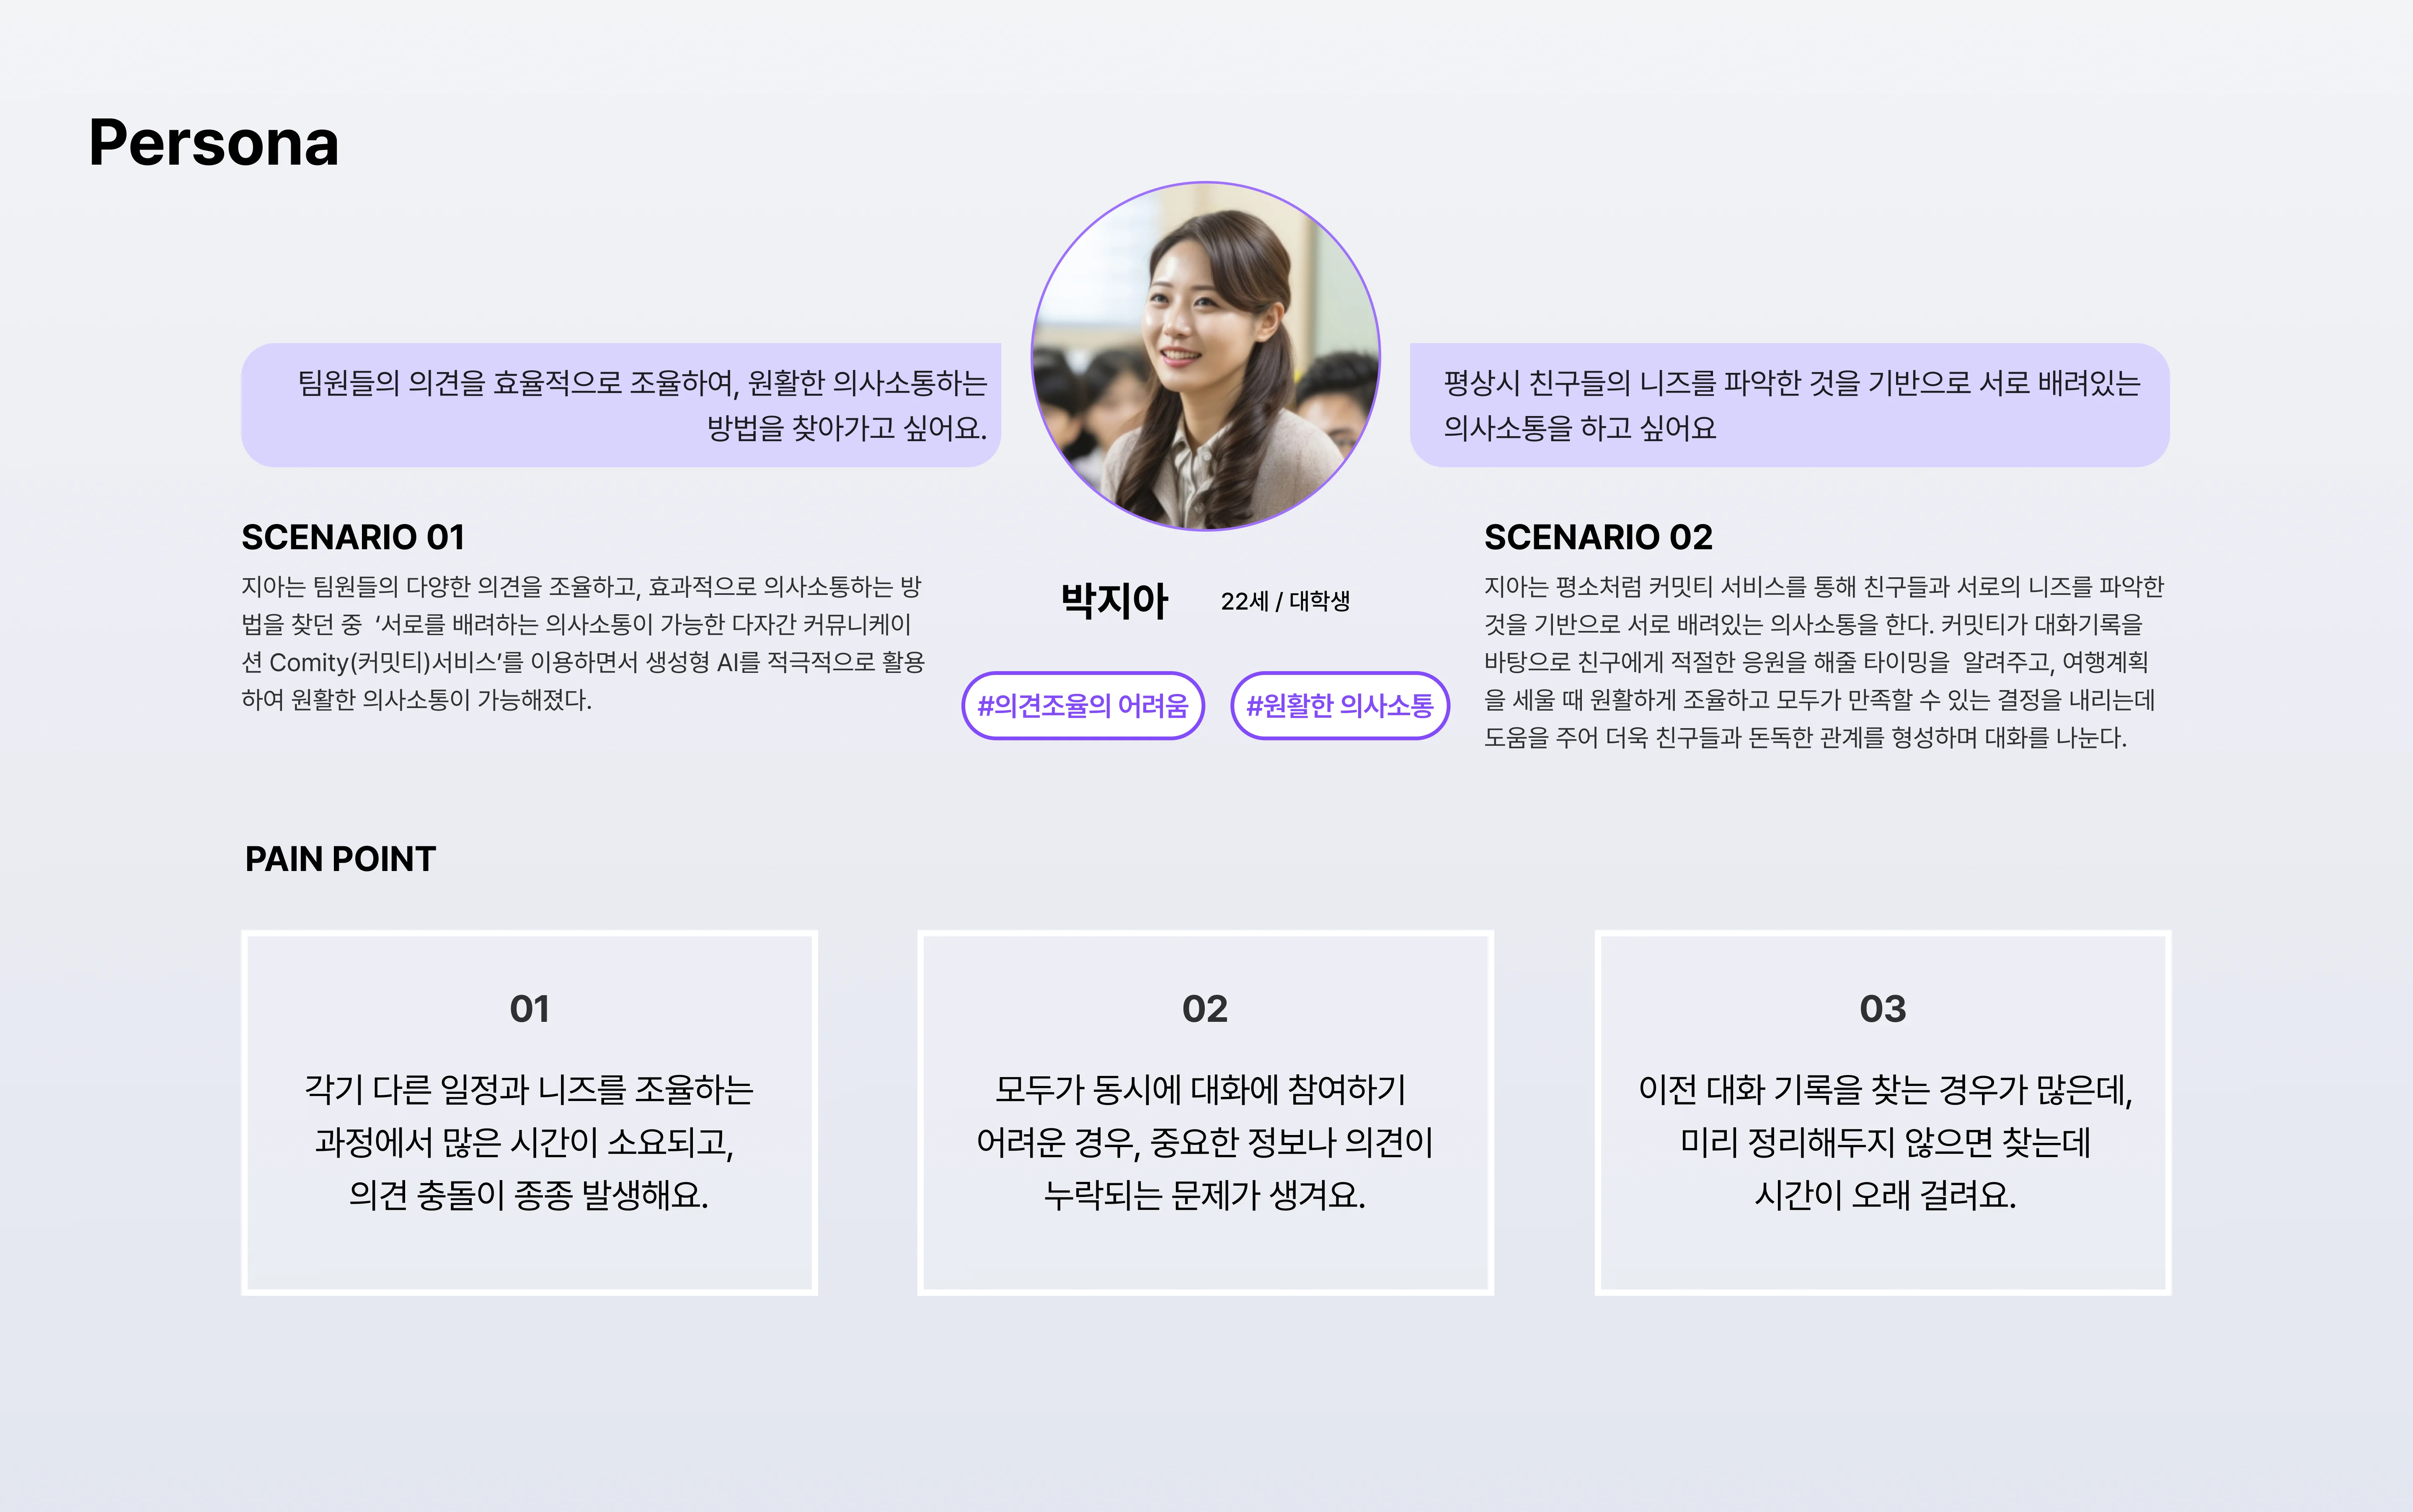 Persona
팀원들의 의견을 효율적으로 조율하여, 원활한 의사소통하는
방법을 찾아가고 싶어요.
평상시 친구들의 니즈를 파악한 것을 기반으로 서로 배려있는
의사소통을 하고 싶어요
SCENARIO 01
지아는 팀원들의 다양한 의견을 조율하고, 효과적으로 의사소통하는 방
법을 찾던 중 ‘서로를 배려하는 의사소통이 가능한 다자간 커뮤니케이
션 Comity(커밋티)서비스’를 이용하면서 생성형 AI를 적극적으로 활용
하여 원활한 의사소통이 가능해졌다.
박지아 22세 / 대학생
#의견조율의 어려움 #원활한 의사소통
SCENARIO 02
지아는 평소처럼 커밋티 서비스를 통해 친구들과 서로의 니즈를 파악한
것을 기반으로 서로 배려있는 의사소통을 한다. 커밋티가 대화기록을
바탕으로 친구에게 적절한 응원을 해줄 타이밍을 알려주고, 여행계획
을 세울 때 원활하게 조율하고 모두가 만족할 수 있는 결정을 내리는데
도움을 주어 더욱 친구들과 돈독한 관계를 형성하며 대화를 나눈다.
PAIN POINT
01
각기 다른 일정과 니즈를 조율하는
과정에서 많은 시간이 소요되고,
의견 충돌이 종종 발생해요.
02
모두가 동시에 대화에 참여하기
어려운 경우, 중요한 정보나 의견이
누락되는 문제가 생겨요.
03
이전 대화 기록을 찾는 경우가 많은데,
미리 정리해두지 않으면 찾는데
시간이 오래 걸려요.